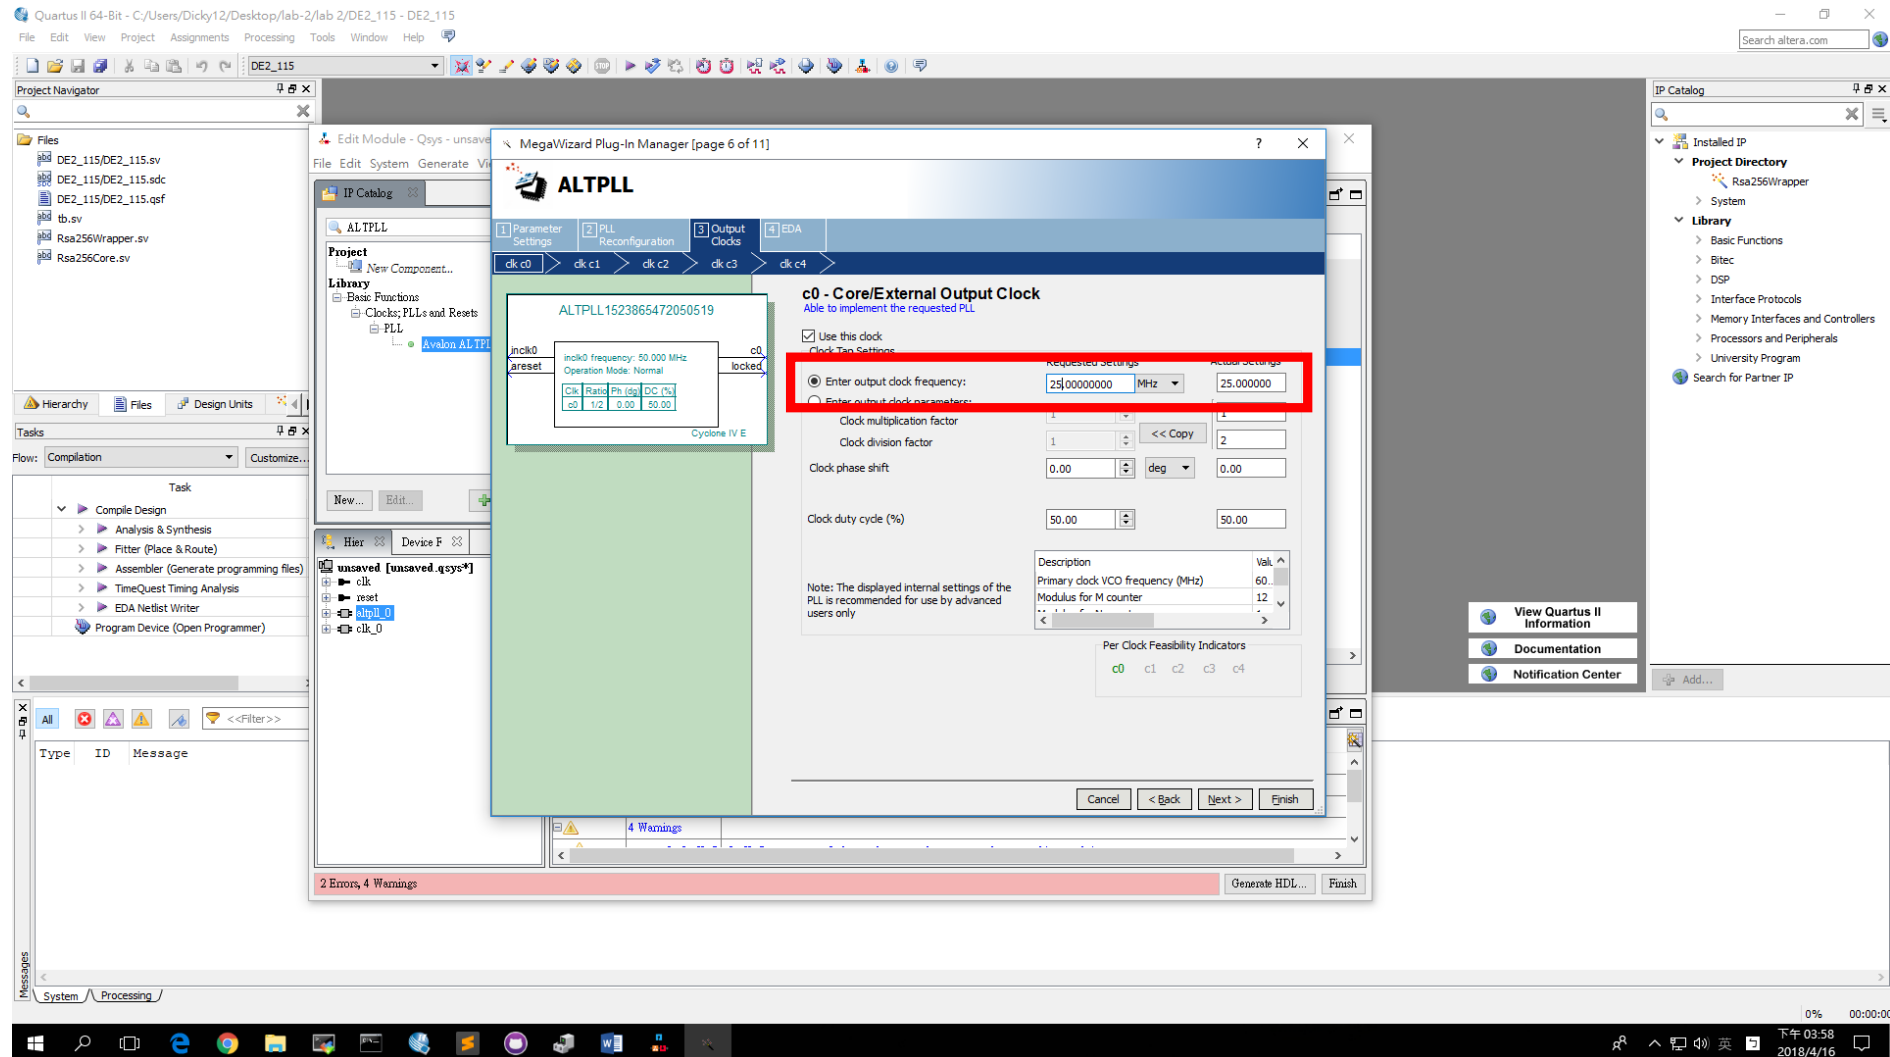 Quartus II 64-Bit - C:/Users/Dicky12/Desktop/lab-2/lab 2/DE2_115 - DE2_115
File Edit View Project Assignments Processing Tools Window Help
Search altera.com
DE2_115
Project Navigator
Files
DE2_115/DE2_115.sv
DE2_115/DE2_115.sdc
DE2_115/DE2_115.qsf
tb.sv
Rsa256Wrapper.sv
Rsa256Core.sv
Hierarchy Files Design Units
Tasks
Flow: Compilation Customize...
Task
Compile Design
Analysis & Synthesis
Fitter (Place & Route)
Assembler (Generate programming files)
TimeQuest Timing Analysis
EDA Netlist Writer
Program Device (Open Programmer)
Edit Module - Qsys - unsave
File Edit System Generate Vi
IP Catalog
ALTPLL
Project
New Component...
Library
Basic Functions
Clocks; PLLs and Resets
PLL
Avalon ALTPL
New... Edit...
Hier Device F
unsaved [unsaved.qsys*]
clk
reset
altpll_0
clk_0
MegaWizard Plug-In Manager [page 6 of 11]
ALTPLL
1 Parameter Settings
2 PLL Reconfiguration
3 Output Clocks
4 EDA
clk c0 clk c1 clk c2 clk c3 clk c4
ALTPLL1523865472050519
inclk0
areset
c0
locked
inclk0 frequency: 50.000 MHz
Operation Mode: Normal
Clk Ratio Ph (dg) DC (%)
c0 1/2 0.00 50.00
Cyclone IV E
c0 - Core/External Output Clock
Able to implement the requested PLL
Use this clock
Clock Tap Settings
Requested Settings Actual Settings
Enter output clock frequency: 25.00000000 MHz 25.000000
Enter output clock parameters:
Clock multiplication factor 1 1
Clock division factor 1 << Copy 2
Clock phase shift 0.00 deg 0.00
Clock duty cycle (%) 50.00 50.00
Note: The displayed internal settings of the
PLL is recommended for use by advanced
users only
Description Valu
Primary clock VCO frequency (MHz) 60..
Modulus for M counter 12
Per Clock Feasibility Indicators
c0 c1 c2 c3 c4
Cancel < Back Next > Finish
4 Warnings
2 Errors, 4 Warnings
Generate HDL... Finish
IP Catalog
Installed IP
Project Directory
Rsa256Wrapper
System
Library
Basic Functions
Bitec
DSP
Interface Protocols
Memory Interfaces and Controllers
Processors and Peripherals
University Program
Search for Partner IP
Add...
View Quartus II
Information
Documentation
Notification Center
All <<Filter>>
Type ID Message
Messages
System Processing
0% 00:00:00
英
下午 03:58
2018/4/16